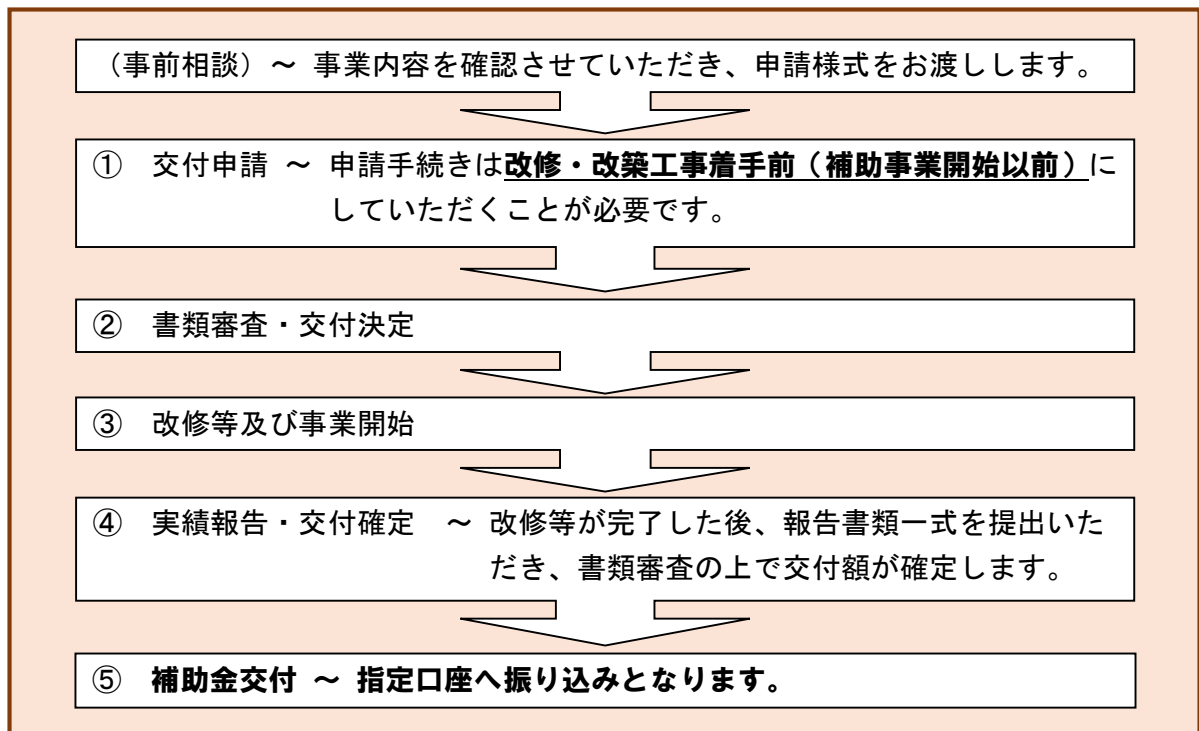 （事前相談）～ 事業内容を確認させていただき、申請様式をお渡しします。
① 交付申請 ～ 申請手続きは改修・改築工事着手前（補助事業開始以前）に
していただくことが必要です。
② 書類審査・交付決定
③ 改修等及び事業開始
④ 実績報告・交付確定 ～ 改修等が完了した後、報告書類一式を提出いた
だき、書類審査の上で交付額が確定します。
⑤ 補助金交付 ～ 指定口座へ振り込みとなります。